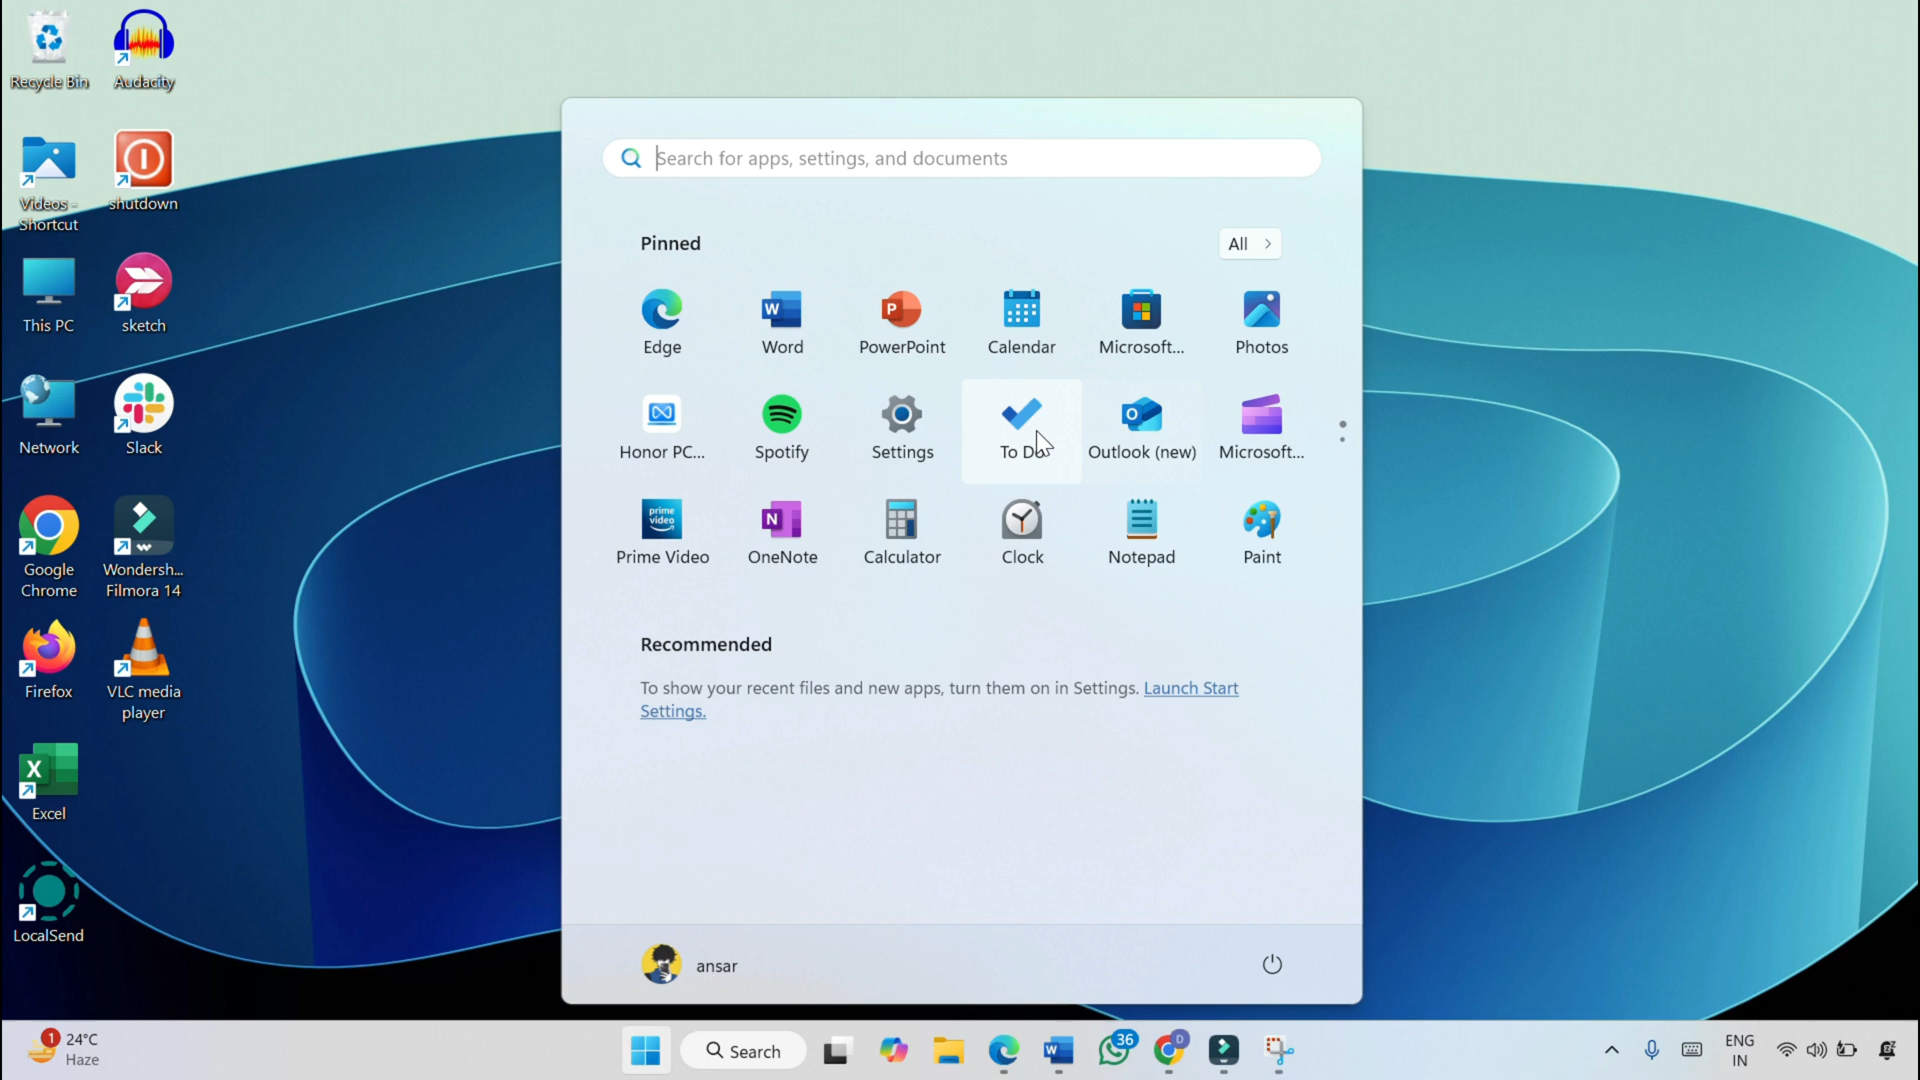 Recycle Bin
Audacity
Videos -
Shortcut
shutdown
This PC
sketch
Network
Slack
Google
Chrome
Wondersh...
Filmora 14
Firefox
VLC media
player
Excel
LocalSend
Search for apps, settings, and documents
Pinned
All
Edge
Word
PowerPoint
Calendar
Microsoft...
Photos
Honor PC...
Spotify
Settings
To Do
Outlook (new)
Microsoft...
prime
video
Prime Video
OneNote
Calculator
Clock
Notepad
Paint
Recommended
To show your recent files and new apps, turn them on in Settings. Launch Start
Settings.
ansar
1
24°C
Haze
Search
36
D
ENG
IN